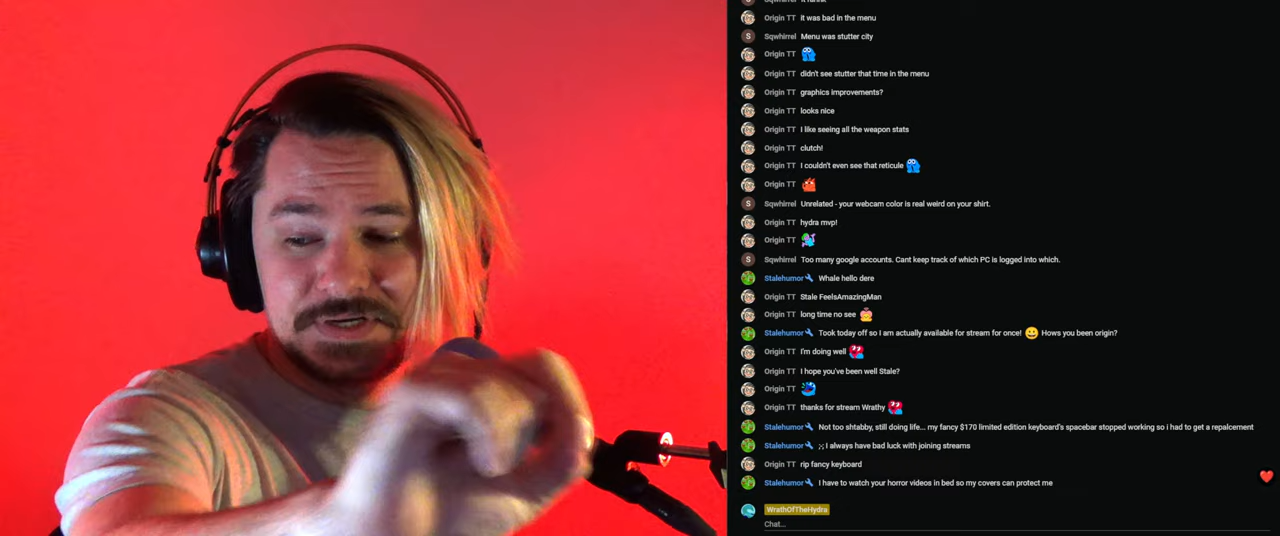 Origin TT it was bad in the menu
S Sqwhirrel Menu was stutter city
Origin TT
Origin TT didn't see stutter that time in the menu
Origin TT graphics improvements?
Origin TT looks nice
Origin TT I like seeing all the weapon stats
Origin TT clutch!
Origin TT I couldn't even see that reticule
Origin TT
S Sqwhirrel Unrelated - your webcam color is real weird on your shirt.
Origin TT hydra mvp!
Origin TT
S Sqwhirrel Too many google accounts. Cant keep track of which PC is logged into which.
Stalehumor Whale hello dere
Origin TT Stale FeelsAmazingMan
Origin TT long time no see
Stalehumor Took today off so I am actually available for stream for once! 😀 Hows you been origin?
Origin TT I'm doing well
Origin TT I hope you've been well Stale?
Origin TT
Origin TT thanks for stream Wrathy
Stalehumor Not too shtabby, still doing life... my fancy $170 limited edition keyboard's spacebar stopped working so i had to get a repalcement
Stalehumor ;; I always have bad luck with joining streams
Origin TT rip fancy keyboard
Stalehumor I have to watch your horror videos in bed so my covers can protect me
WrathOfTheHydra
Chat...